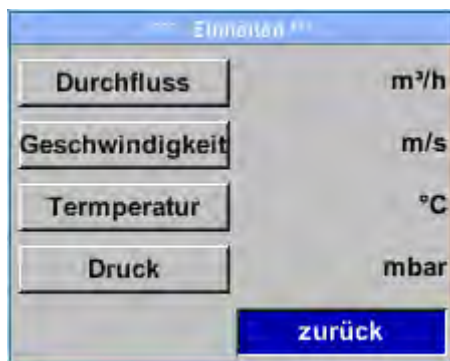 *** Einheiten ***
Durchfluss m³/h
Geschwindigkeit m/s
Termperatur °C
Druck mbar
zurück